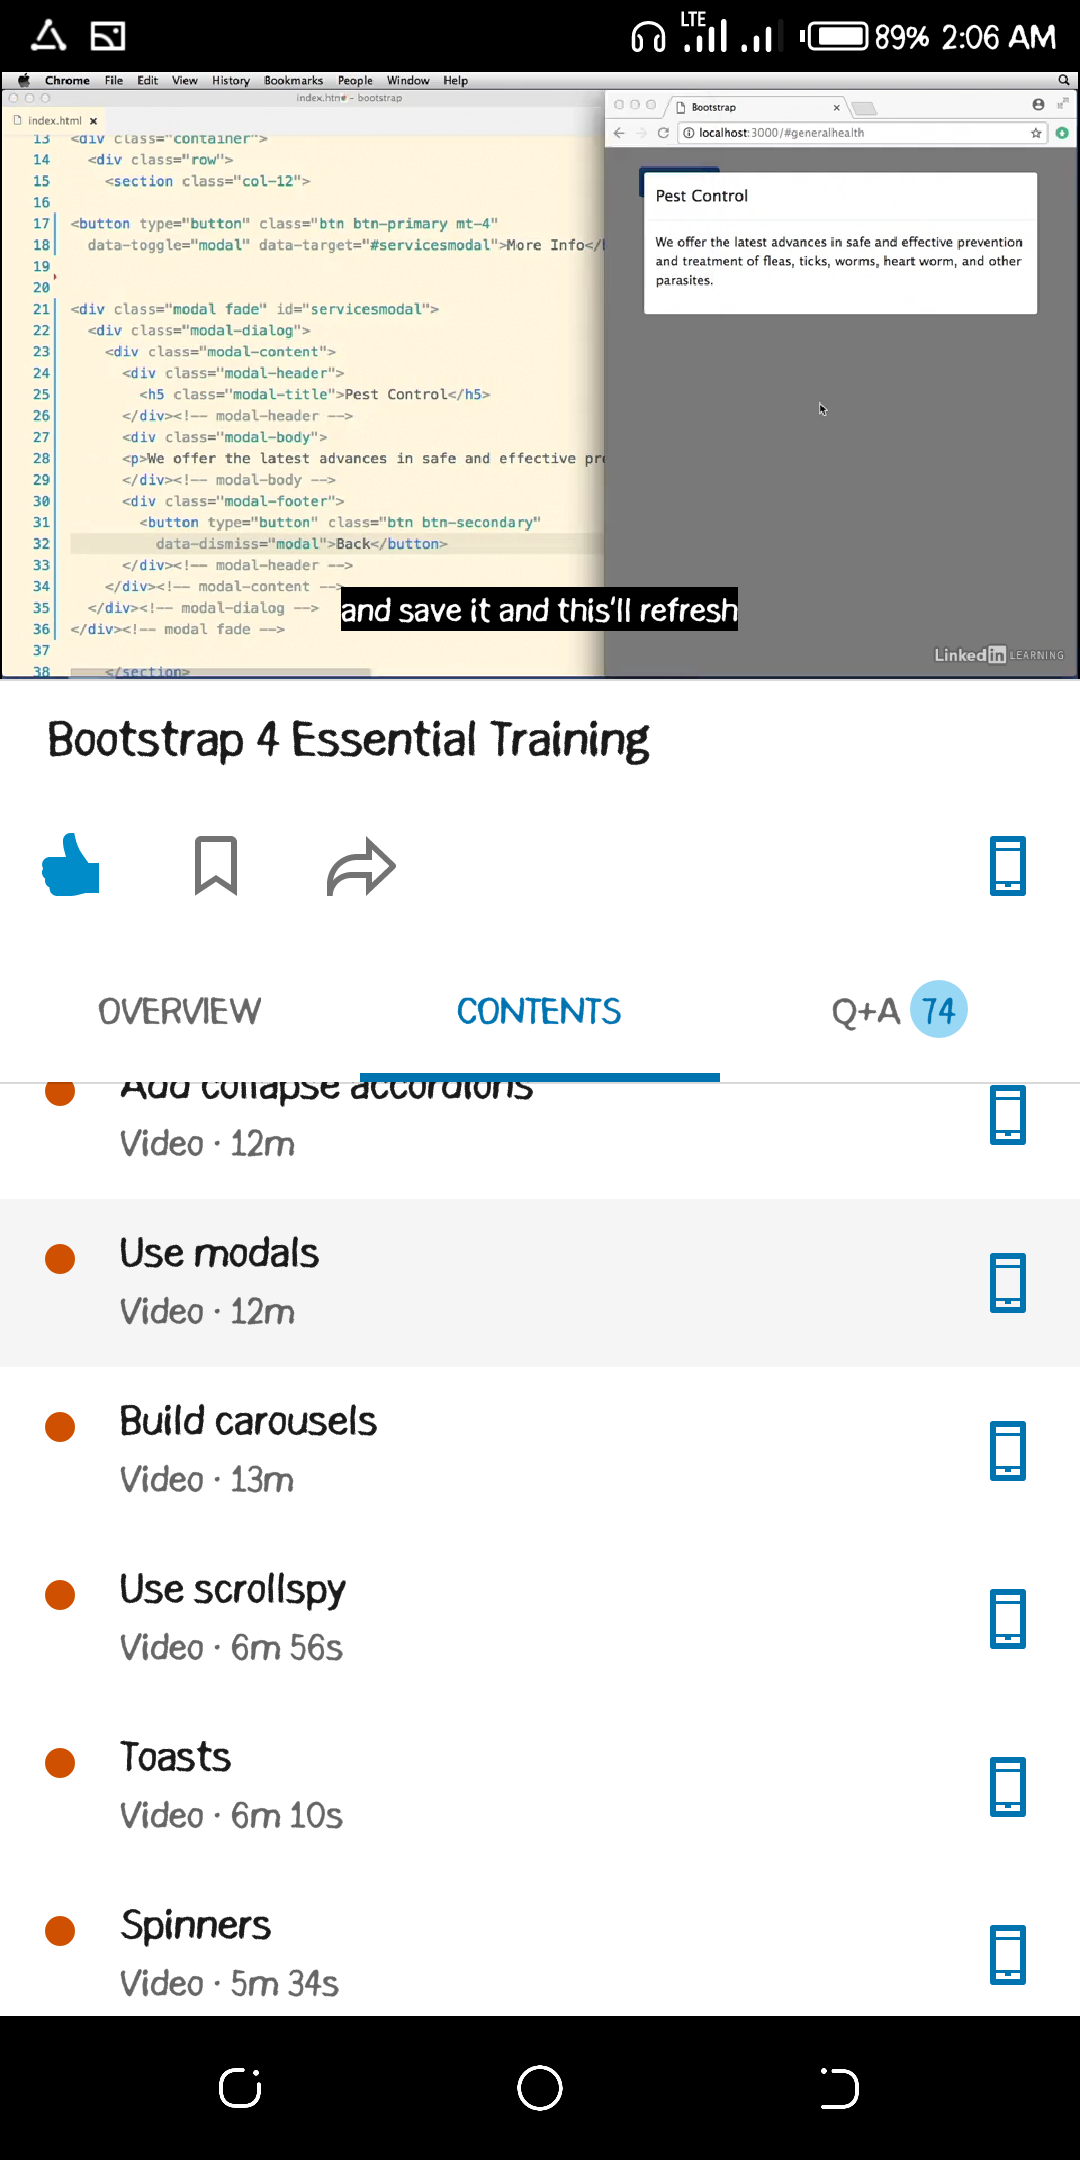 LTE
89% 2:06 AM
Chrome File Edit View History Bookmarks People Window Help
- bootstrap
index.html
Bootstrap
localhost:3000/#generalhealth
13 <div class="container">
14 <div class="row">
15 <section class="col-12">
16
17 <button type="button" class="btn btn-primary mt-4"
18 data-toggle="modal" data-target="#servicesmodal">More Info</
19
20
21 <div class="modal fade" id="servicesmodal">
22 <div class="modal-dialog">
23 <div class="modal-content">
24 <div class="modal-header">
25 <h5 class="modal-title">Pest Control</h5>
26 </div><!-- modal-header -->
27 <div class="modal-body">
28 <p>We offer the latest advances in safe and effective
29 </div><!-- modal-body -->
30 <div class="modal-footer">
31 <button type="button" class="btn btn-secondary"
32 data-dismiss="modal">Back</button>
33 </div><!-- modal-header -->
34 </div><!-- modal-content -->
35 </div><!-- modal-dialog -->
36 </div><!-- modal fade -->
37
38 </section>
Pest Control
We offer the latest advances in safe and effective prevention
and treatment of fleas, ticks, worms, heart worm, and other
parasites.
and save it and this'll refresh
LinkedIn LEARNING
Bootstrap 4 Essential Training
OVERVIEW
CONTENTS
Q+A 74
Add collapse accordions
Video · 12m
Use modals
Video · 12m
Build carousels
Video · 13m
Use scrollspy
Video · 6m 56s
Toasts
Video · 6m 10s
Spinners
Video · 5m 34s